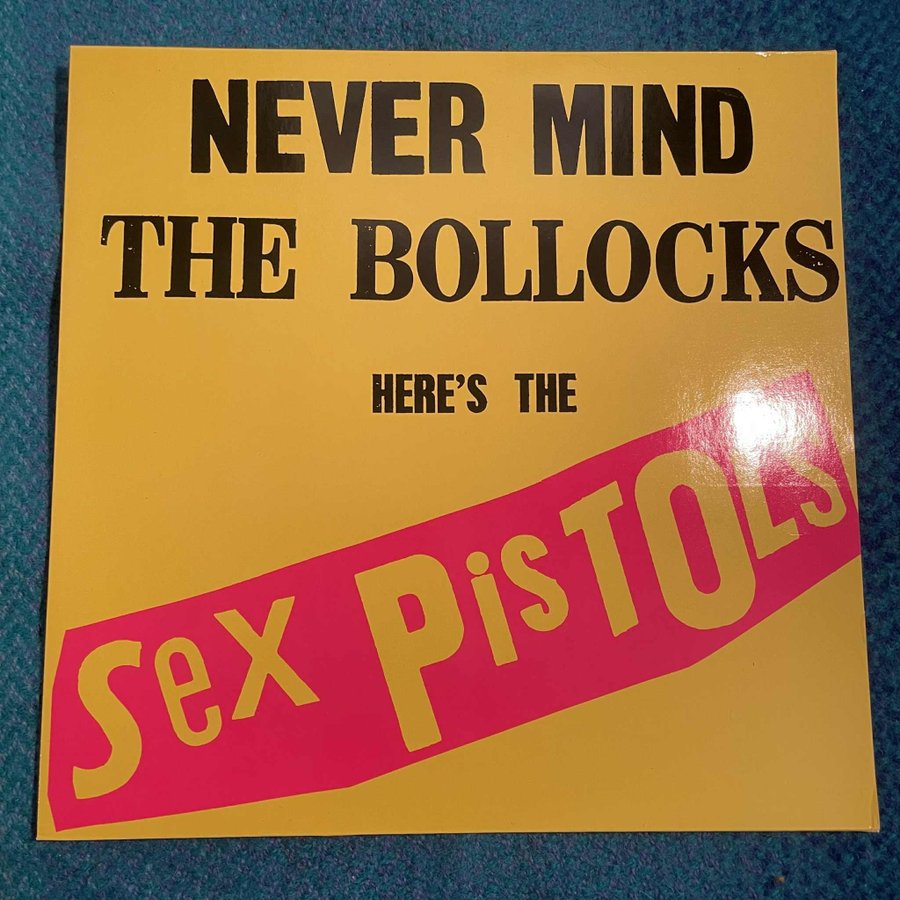 NEVER MIND
THE BOLLOCKS
HERE'S THE
Sex PiSTOLS